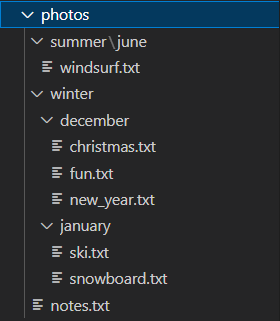 photos
summer\june
windsurf.txt
winter
december
christmas.txt
fun.txt
new_year.txt
january
ski.txt
snowboard.txt
notes.txt